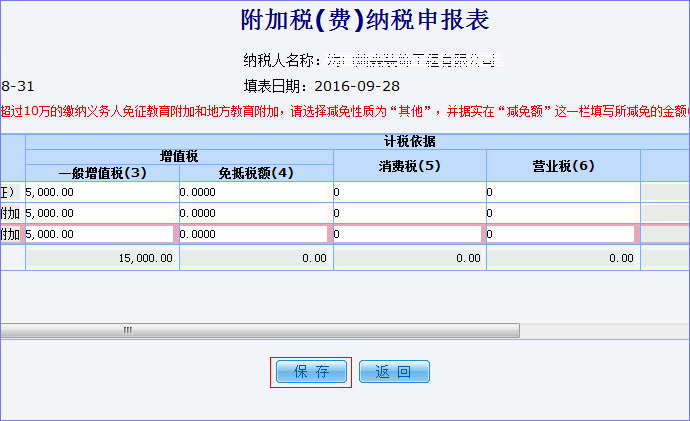 附加税(费)纳税申报表
纳税人名称：
8-31
填表日期：2016-09-28
超过10万的缴纳义务人免征教育附加和地方教育附加，请选择减免性质为“其他”，并据实在“减免额”这一栏填写所减免的金额(
计税依据
增值税
消费税(5)
营业税(6)
一般增值税(3)
免抵税额(4)
征）
5,000.00
0.0000
0
0
附加
5,000.00
0.0000
0
0
附加
5,000.00
0.0000
0
0
15,000.00
0.00
0.00
0.00
保 存
返 回